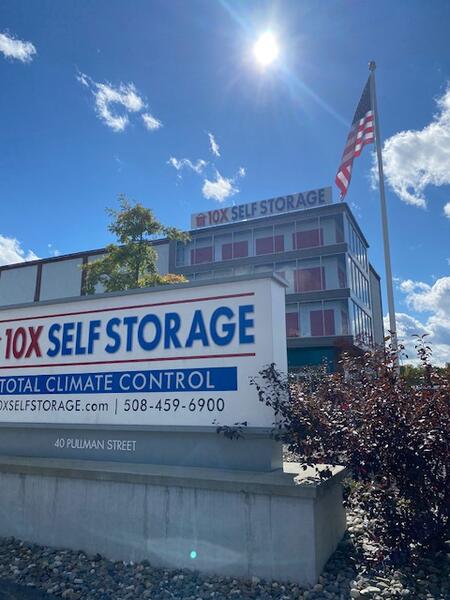 10X SELF STORAGE
10X SELF STORAGE
TOTAL CLIMATE CONTROL
0XSELFSTORAGE.com | 508-459-6900
40 PULLMAN STREET